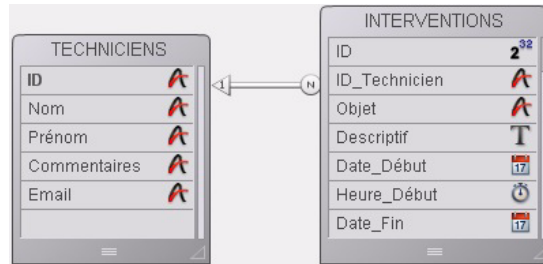 TECHNICIENS
ID
Nom
Prénom
Commentaires
Email
1
N
INTERVENTIONS
ID 2^32
ID_Technicien
Objet
Descriptif T
Date_Début 17
Heure_Début
Date_Fin 17